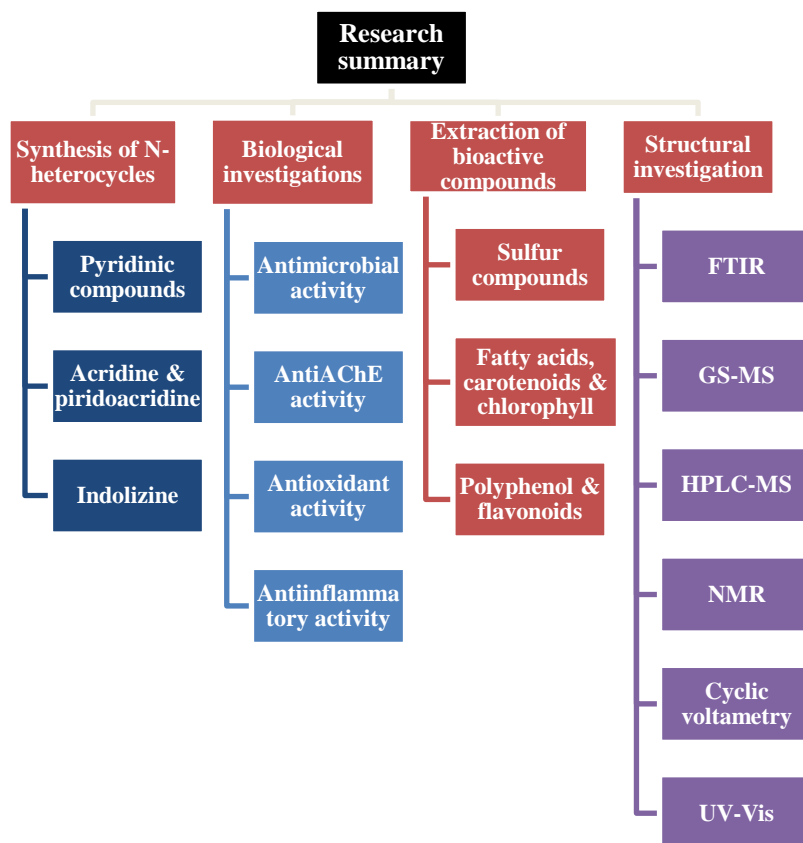 Research
summary
Synthesis of N-
heterocycles
Pyridinic
compounds
Acridine &
piridoacridine
Indolizine
Biological
investigations
Antimicrobial
activity
AntiAChE
activity
Antioxidant
activity
Antiinflamma
tory activity
Extraction of
bioactive
compounds
Sulfur
compounds
Fatty acids,
carotenoids &
chlorophyll
Polyphenol &
flavonoids
Structural
investigation
FTIR
GS-MS
HPLC-MS
NMR
Cyclic
voltametry
UV-Vis